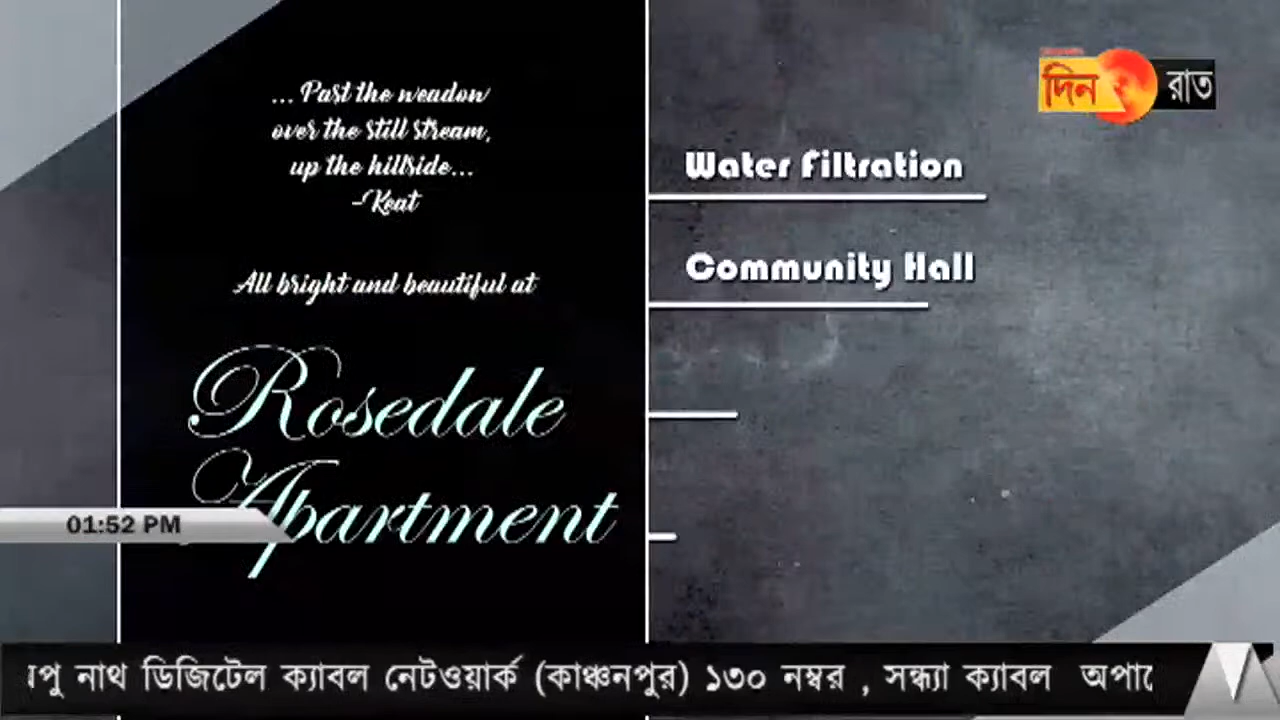 ... Past the weadow
over the still stream,
up the hillside...
-Keat
All bright and beautiful at
Rosedale
Apartment
Water Filtration
Community Hall
দিন রাত
01:52 PM
নাথ ডিজিটেল ক্যাবল নেটওয়ার্ক (কাঞ্চনপুর) ১৩০ নম্বর , সন্ধ্যা ক্যাবল